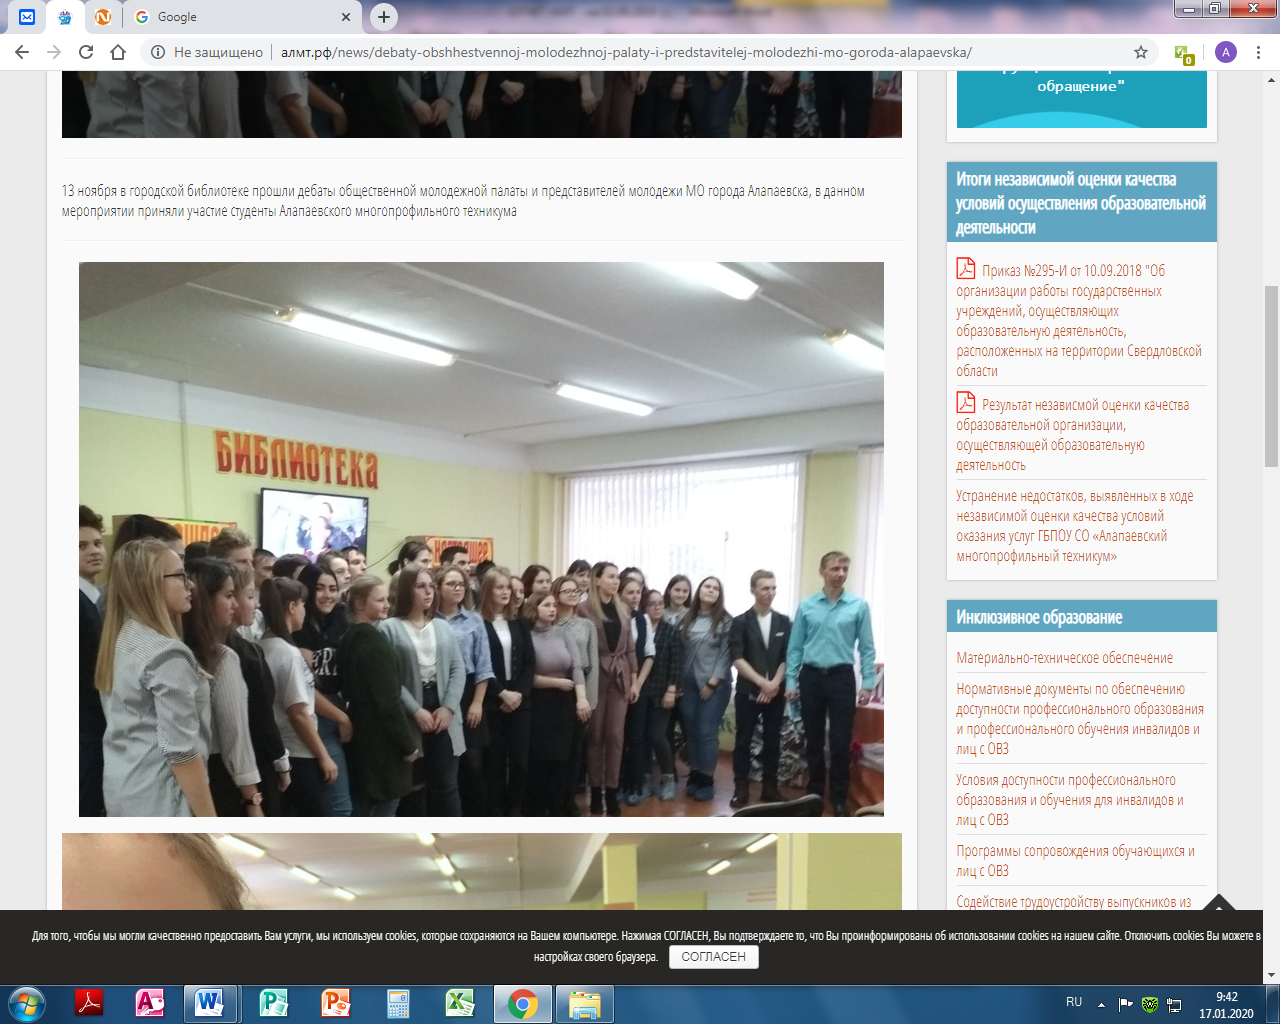 Google
Не защищено
алмт.рф/news/debaty-obshhestvennoj-molodezhnoj-palaty-i-predstavitelej-molodezhi-mo-goroda-alapaevska/
A
0
обращение"
13 ноября в городской библиотеке прошли дебаты общественной молодежной палаты и представителей молодежи МО города Алапаевска, в данном
мероприятии приняли участие студенты Алапаевского многопрофильного техникума
БИБЛИОТЕКА
настоящее
Итоги независимой оценки качества
условий осуществления образовательной
деятельности
Приказ №295-И от 10.09.2018 "Об
организации работы государственных
учреждений, осуществляющих
образовательную деятельность,
расположенных на территории Свердловской
области
Результат независмой оценки качества
образовательной организации,
осуществляющей образовательную
деятельность
Устранение недостатков, выявленных в ходе
независимой оценки качества условий
оказания услуг ГБПОУ СО «Алапаевский
многопрофильный техникум»
Инклюзивное образование
Материально-техническое обеспечение
Нормативные документы по обеспечению
доступности профессионального образования
и профессионального обучения инвалидов и
лиц с ОВЗ
Условия доступности профессионального
образования и обучения для инвалидов и
лиц с ОВЗ
Программы сопровождения обучающихся и
лиц с ОВЗ
Содействие трудоустройству выпускников из
Для того, чтобы мы могли качественно предоставить Вам услуги, мы используем cookies, которые сохраняются на Вашем компьютере. Нажимая СОГЛАСЕН, Вы подтверждаете то, что Вы проинформированы об использовании cookies на нашем сайте. Отключить cookies Вы можете в
настройках своего браузера.
СОГЛАСЕН
RU
9:42
17.01.2020